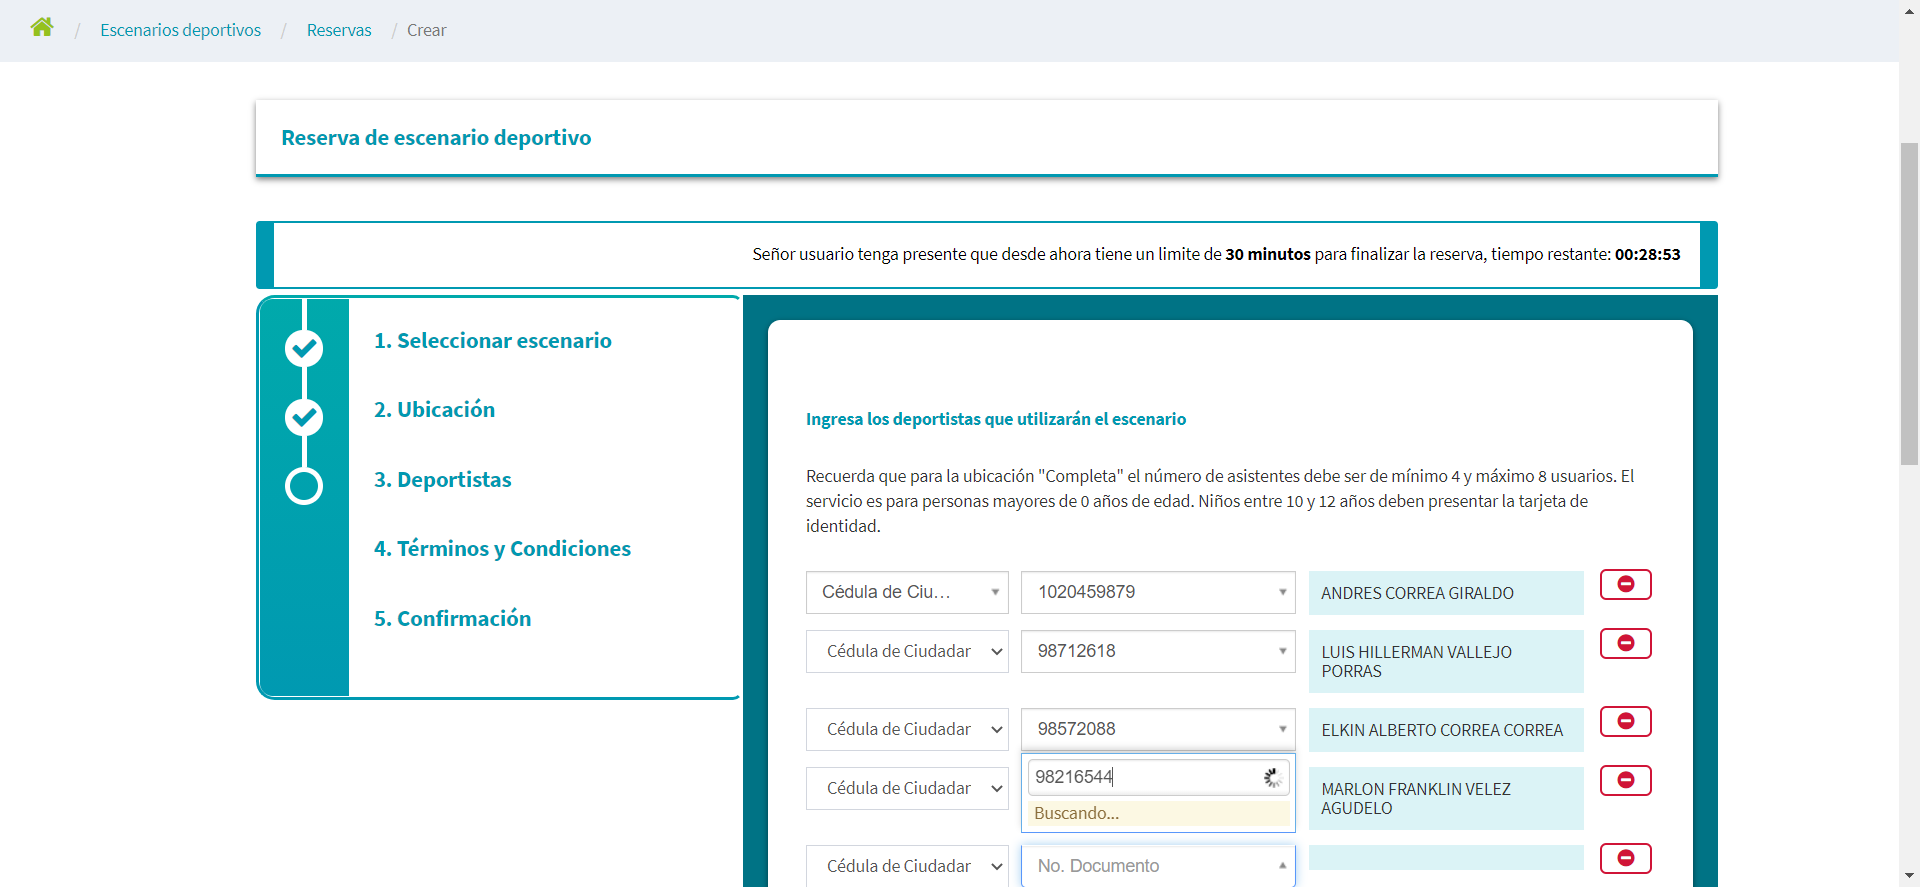 / Escenarios deportivos / Reservas / Crear
Reserva de escenario deportivo
Señor usuario tenga presente que desde ahora tiene un limite de 30 minutos para finalizar la reserva, tiempo restante: 00:28:53
1. Seleccionar escenario
2. Ubicación
3. Deportistas
4. Términos y Condiciones
5. Confirmación
Ingresa los deportistas que utilizarán el escenario
Recuerda que para la ubicación "Completa" el número de asistentes debe ser de mínimo 4 y máximo 8 usuarios. El
servicio es para personas mayores de 0 años de edad. Niños entre 10 y 12 años deben presentar la tarjeta de
identidad.
Cédula de Ciu... 1020459879 ANDRES CORREA GIRALDO
Cédula de Ciudadar 98712618 LUIS HILLERMAN VALLEJO
PORRAS
Cédula de Ciudadar 98572088 ELKIN ALBERTO CORREA CORREA
98216544
Cédula de Ciudadar MARLON FRANKLIN VELEZ
AGUDELO
Buscando...
Cédula de Ciudadar No. Documento